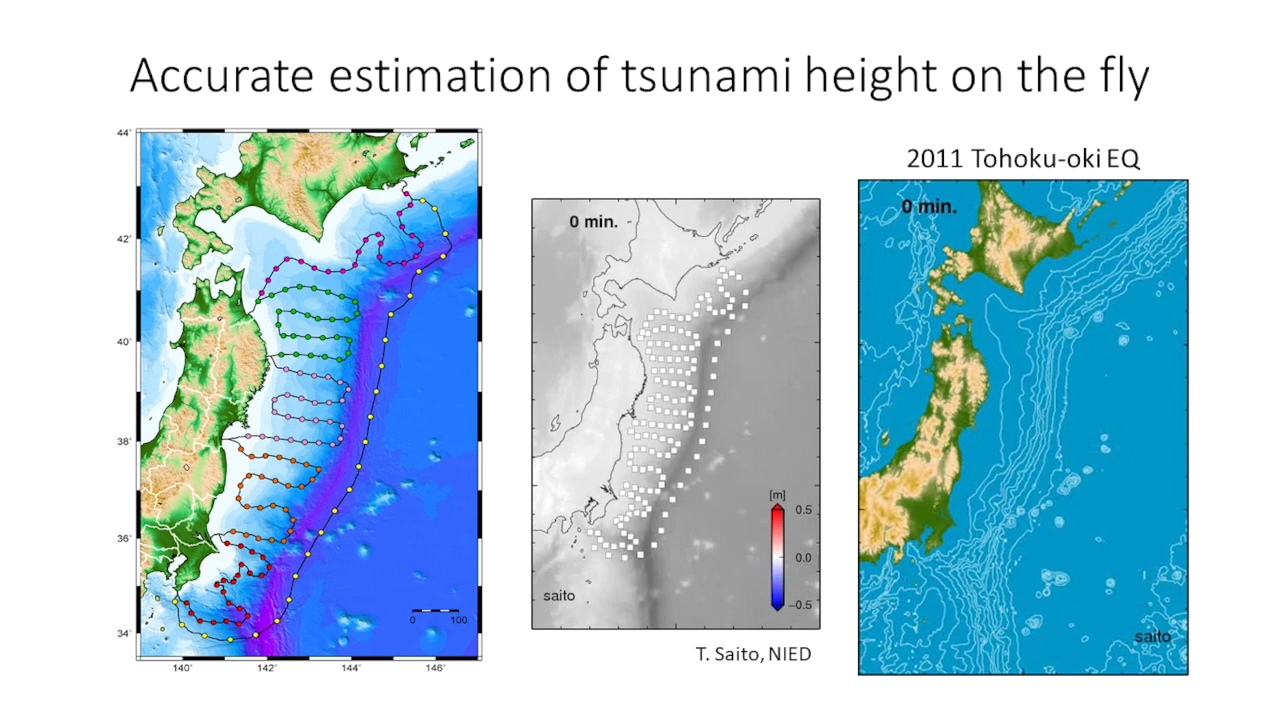 Accurate estimation of tsunami height on the fly
44°
42°
40°
38°
36°
34°
140°
142°
144°
146°
0
100
0 min.
[m]
0.5
0.0
−0.5
saito
T. Saito, NIED
2011 Tohoku-oki EQ
0 min.
saito